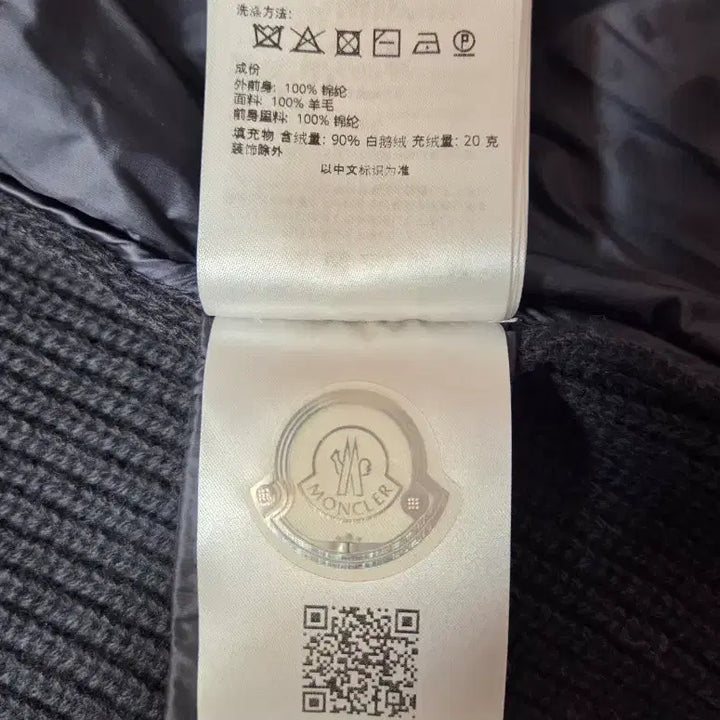 洗涤方法:
成份
外前身: 100% 锦纶
面料: 100% 羊毛
前身里料: 100% 锦纶
填充物 含绒量: 90% 白鹅绒 充绒量: 20 克
装饰除外
以中文标识为准
MONCLER